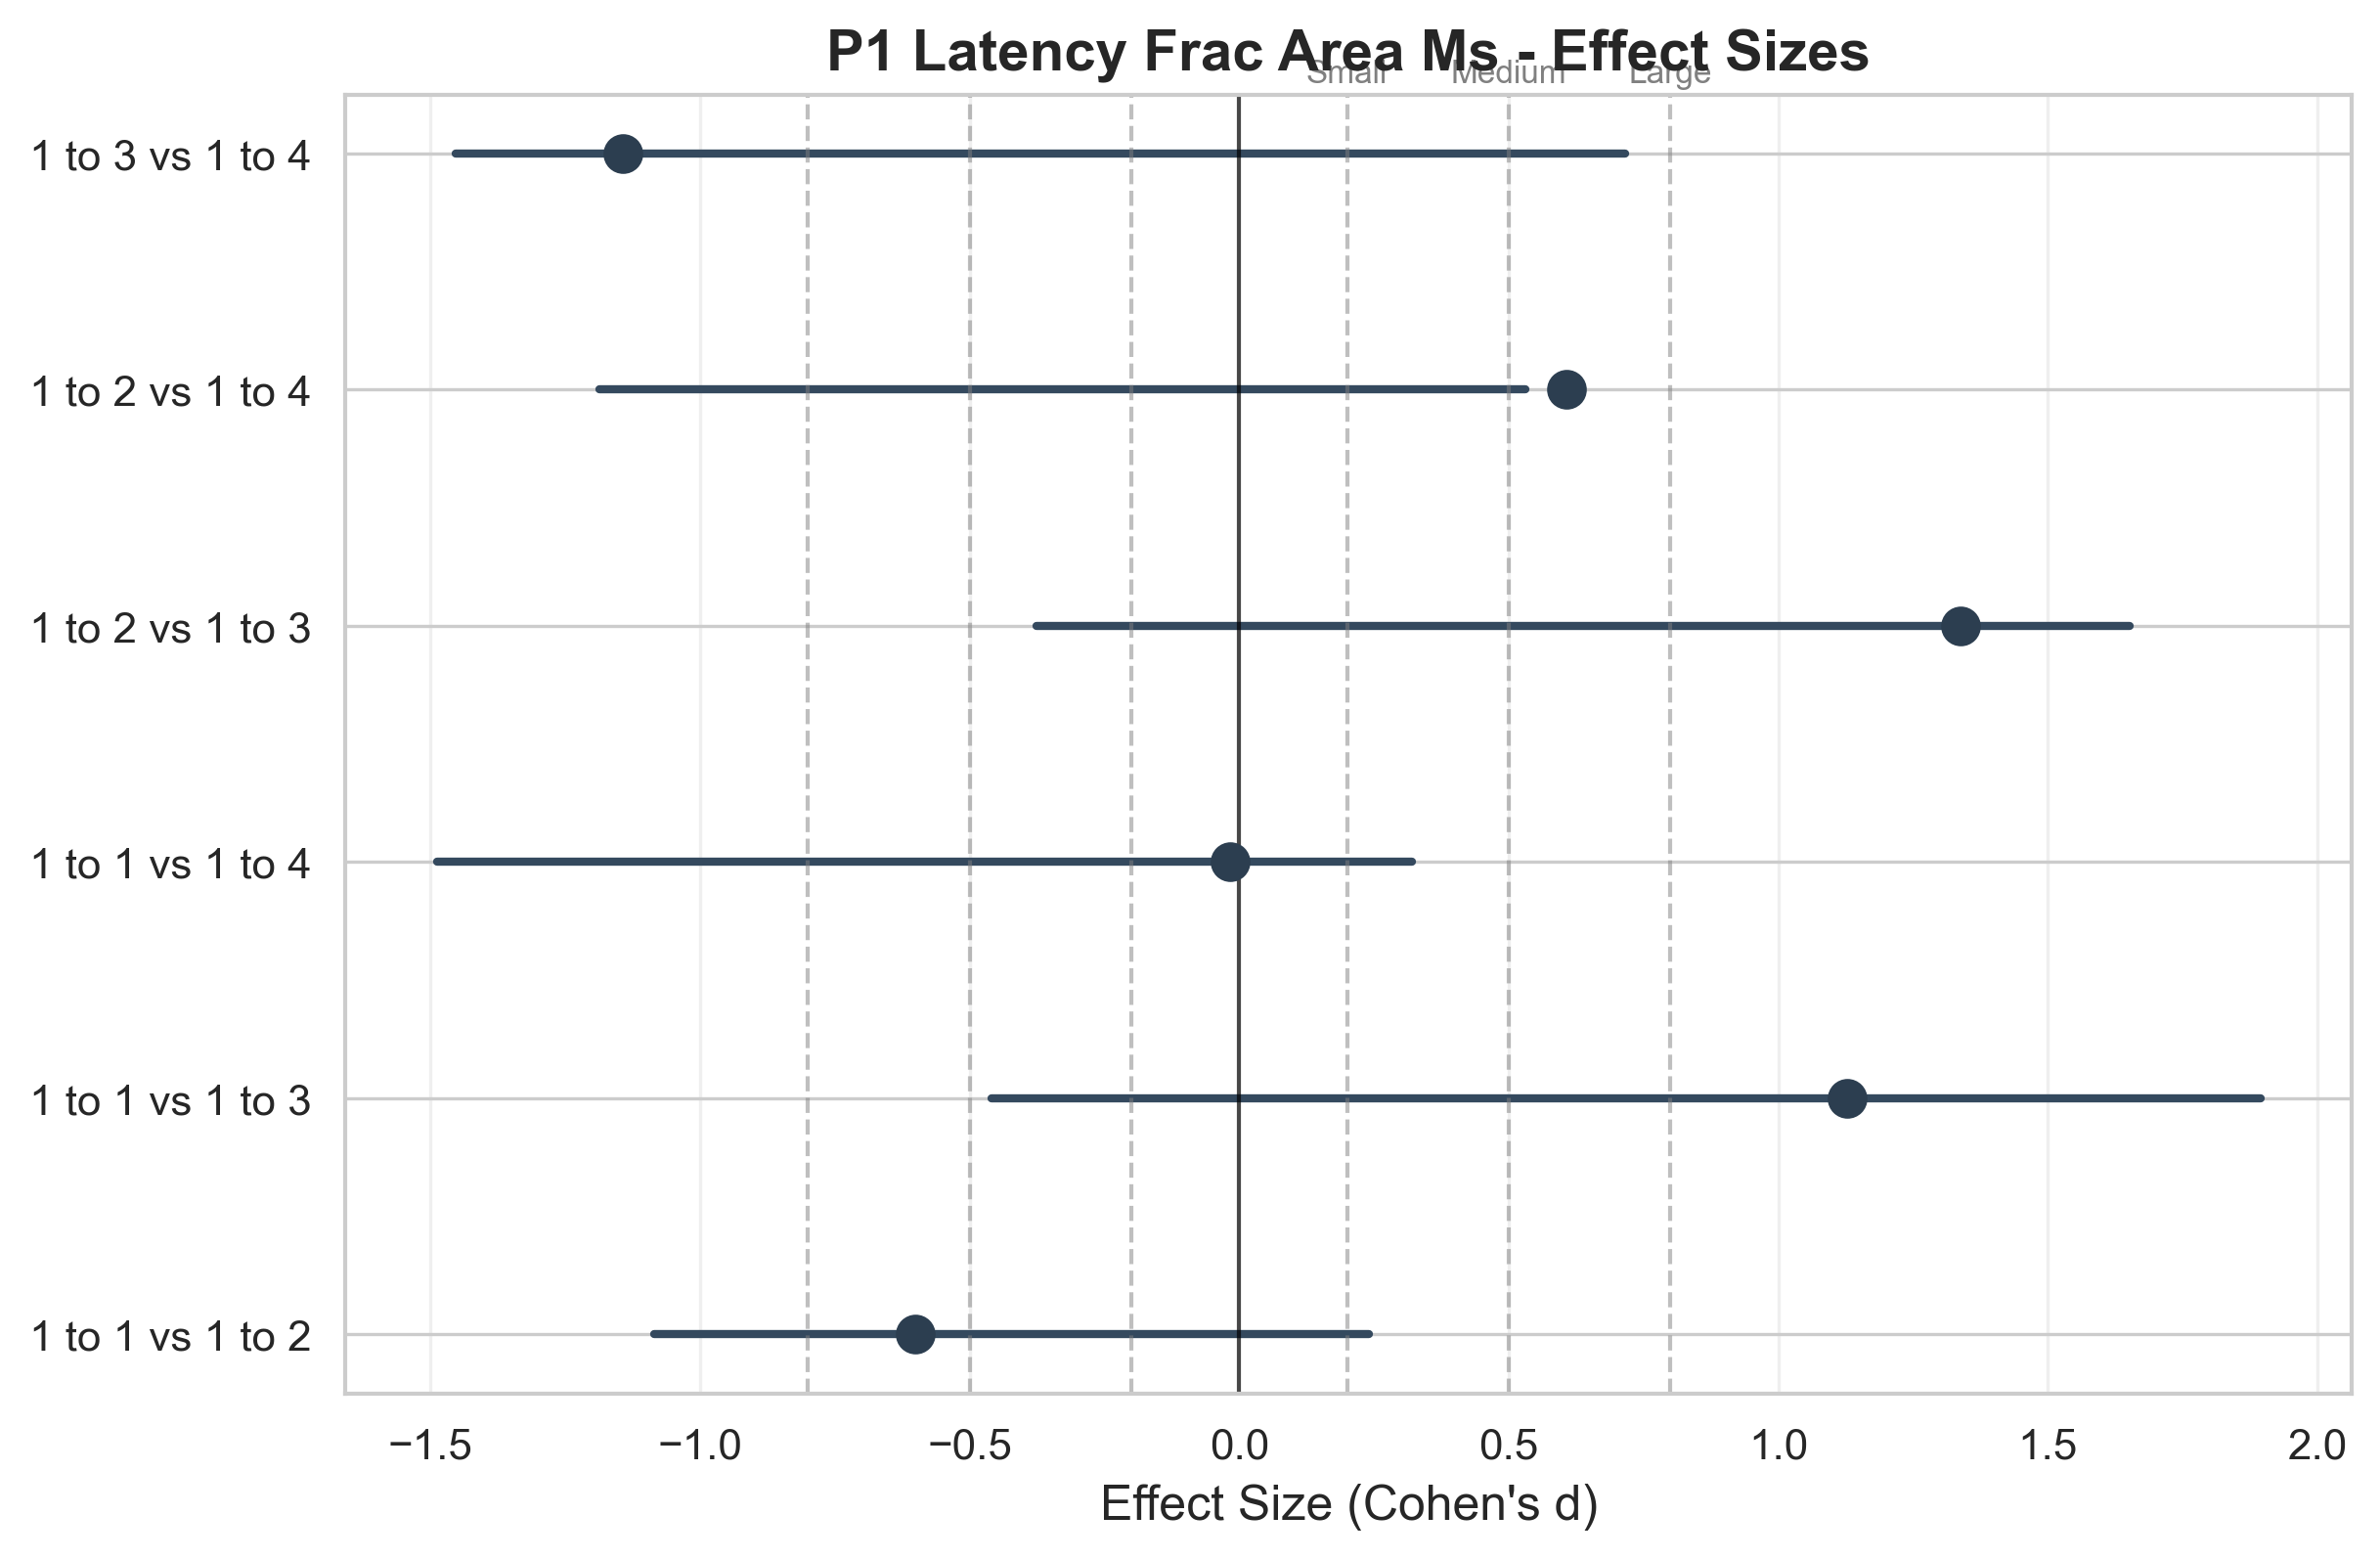 P1 Latency Frac Area Ms - Effect Sizes
Small Medium Large
1 to 3 vs 1 to 4
1 to 2 vs 1 to 4
1 to 2 vs 1 to 3
1 to 1 vs 1 to 4
1 to 1 vs 1 to 3
1 to 1 vs 1 to 2
−1.5 −1.0 −0.5 0.0 0.5 1.0 1.5 2.0
Effect Size (Cohen's d)